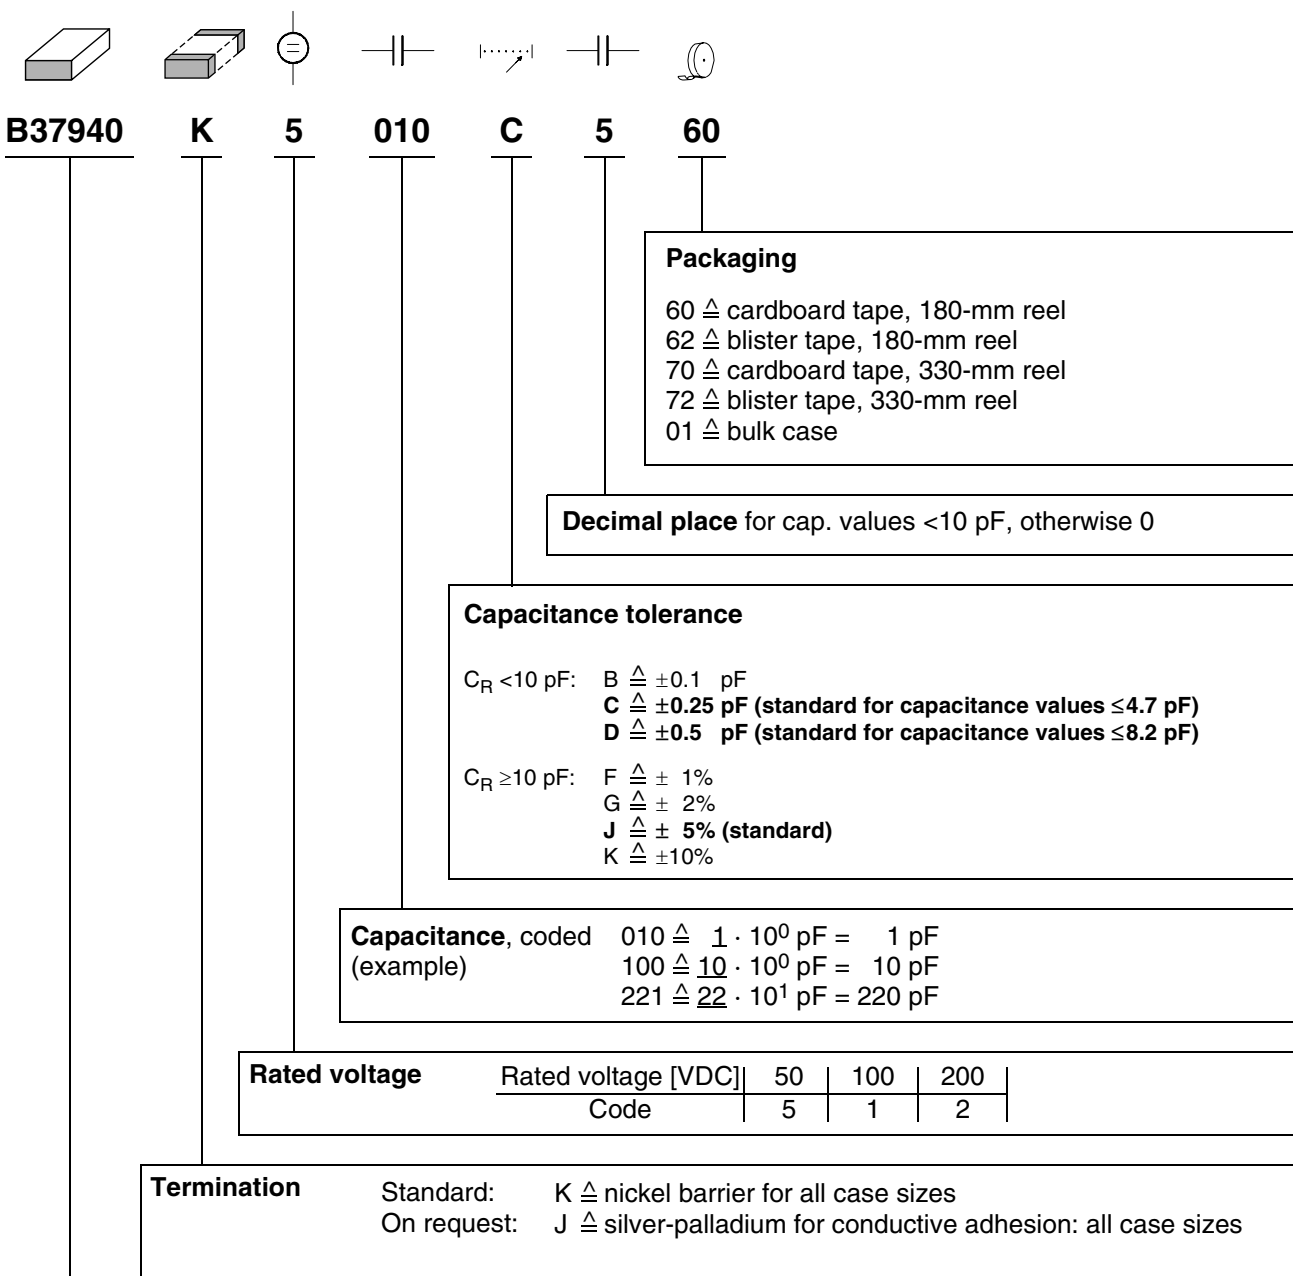 B37940 K 5 010 C 5 60
Packaging
60 ≙ cardboard tape, 180-mm reel
62 ≙ blister tape, 180-mm reel
70 ≙ cardboard tape, 330-mm reel
72 ≙ blister tape, 330-mm reel
01 ≙ bulk case
Decimal place for cap. values <10 pF, otherwise 0
Capacitance tolerance
C_R <10 pF: B ≙ ±0.1 pF
C ≙ ±0.25 pF (standard for capacitance values ≤4.7 pF)
D ≙ ±0.5 pF (standard for capacitance values ≤8.2 pF)
C_R ≥10 pF: F ≙ ± 1%
G ≙ ± 2%
J ≙ ± 5% (standard)
K ≙ ±10%
Capacitance, coded 010 ≙ 1 · 10⁰ pF = 1 pF
(example) 100 ≙ 10 · 10⁰ pF = 10 pF
221 ≙ 22 · 10¹ pF = 220 pF
Rated voltage Rated voltage [VDC] 50 100 200
Code 5 1 2
Termination Standard: K ≙ nickel barrier for all case sizes
On request: J ≙ silver-palladium for conductive adhesion: all case sizes